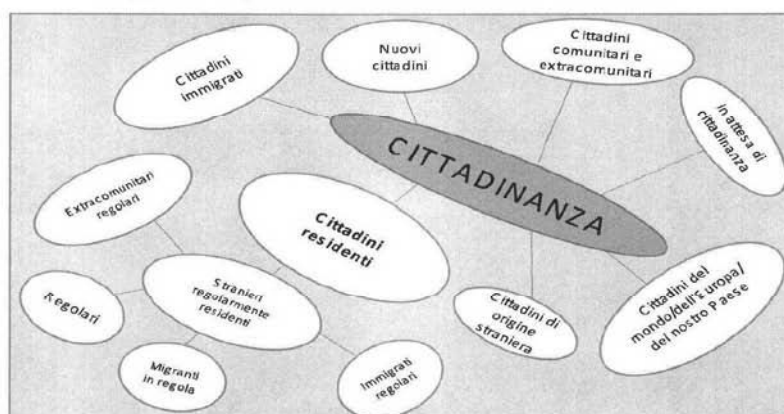 Cittadini
immigrati
Nuovi
cittadini
Cittadini
comunitari e
extracomunitari
in attesa di
cittadinanza
CITTADINANZA
Extracomunitari
regolari
Cittadini
residenti
Stranieri
regolarmente
residenti
Regolari
Migranti
in regola
Immigrati
regolari
Cittadini di
origine
straniera
Cittadini del
mondo/dell'Europa/
del nostro Paese